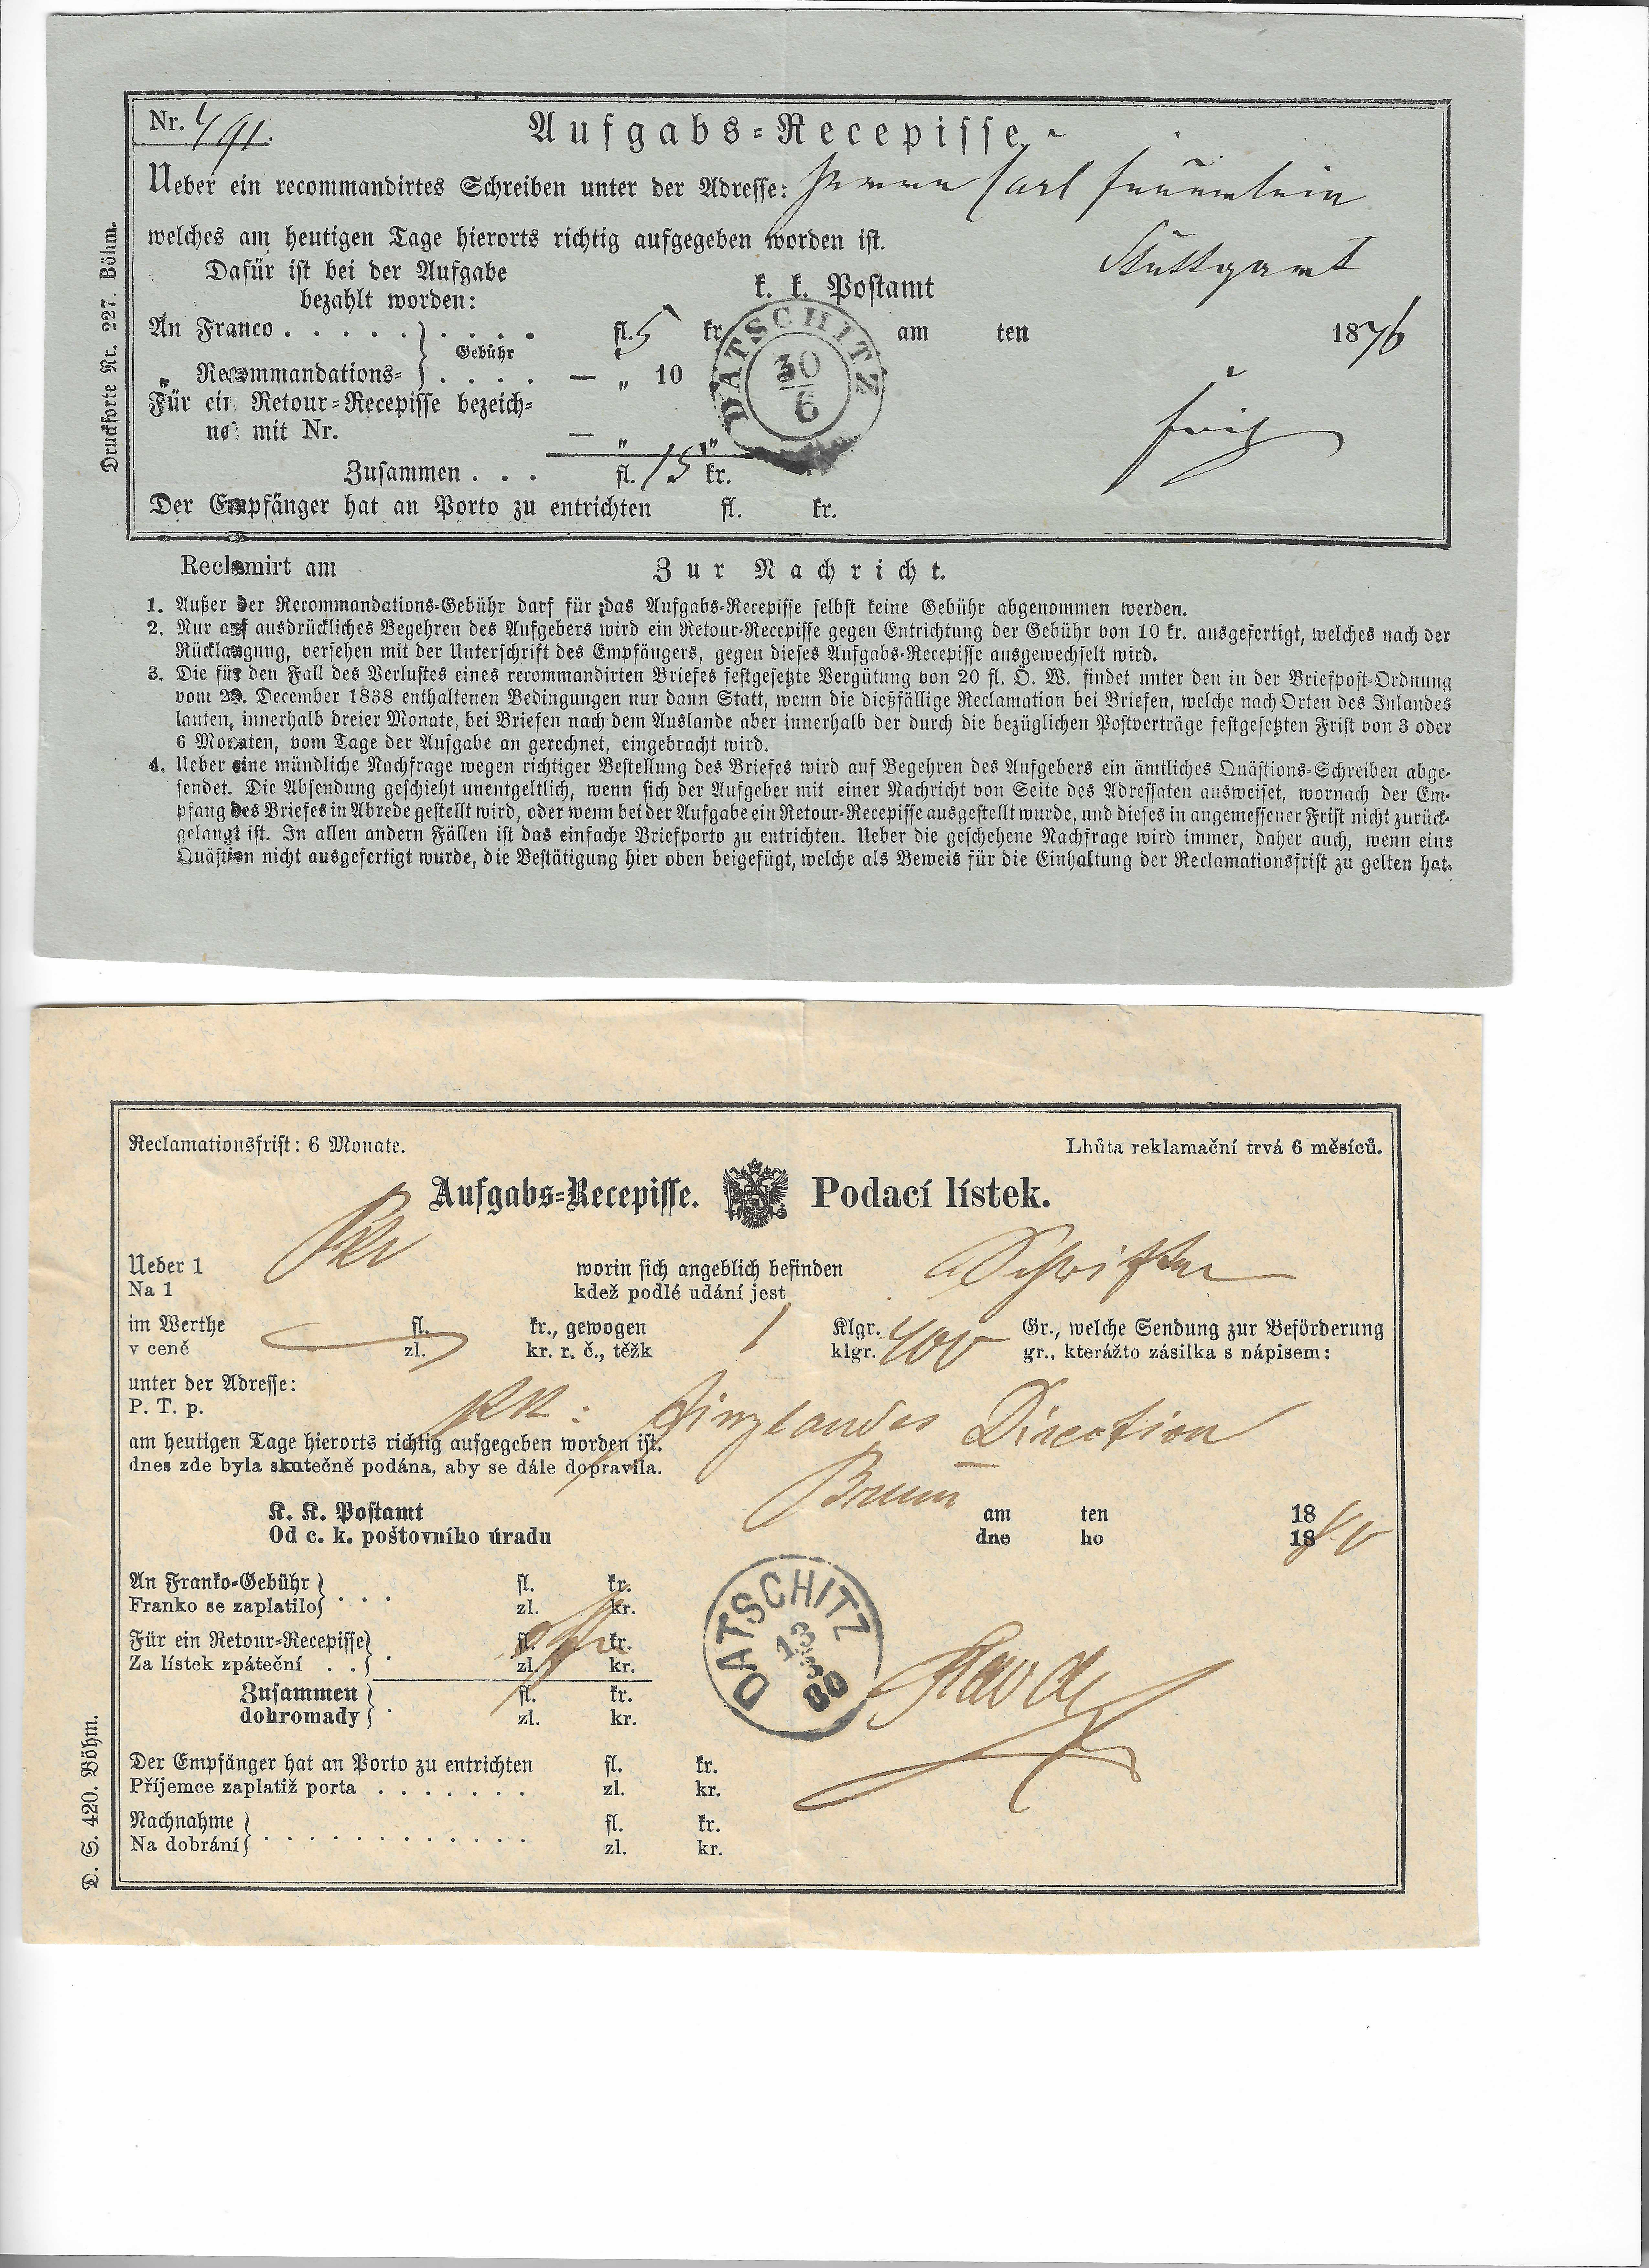 Nr. 491.
Aufgabs-Recepisse
Ueber ein recommandirtes Schreiben unter der Adresse: Herrn Carl
welches am heutigen Tage hierorts richtig aufgegeben worden ist.
Stuttgart
Dafür ist bei der Aufgabe
bezahlt worden:
k. k. Postamt
An Franco . . . . . . . . . . fl. 5 kr. am ten 1876
Gebühr
„ Recommandations- . . . . — „ 10
Für ein Retour-Recepisse bezeich-
net mit Nr. — „ „
Zusammen . . . fl. 15 kr.
Der Empfänger hat an Porto zu entrichten fl. kr.
DATSCHITZ
30
6
Druckforte Nr. 227. Böhm.
Reclamirt am
Zur Nachricht.
1. Außer der Recommandations-Gebühr darf für das Aufgabs-Recepisse selbst keine Gebühr abgenommen werden.
2. Nur auf ausdrückliches Begehren des Aufgebers wird ein Retour-Recepisse gegen Entrichtung der Gebühr von 10 kr. ausgefertigt, welches nach der
Rücklangung, versehen mit der Unterschrift des Empfängers, gegen dieses Aufgabs-Recepisse ausgewechselt wird.
3. Die für den Fall des Verlustes eines recommandirten Briefes festgesetzte Vergütung von 20 fl. Ö. W. findet unter den in der Briefpost-Ordnung
vom December 1838 enthaltenen Bedingungen nur dann Statt, wenn die dießfällige Reclamation bei Briefen, welche nach Orten des Inlandes
lauten, innerhalb dreier Monate, bei Briefen nach dem Auslande aber innerhalb der durch die bezüglichen Postverträge festgesetzten Frist von 3 oder
6 Monaten, vom Tage der Aufgabe an gerechnet, eingebracht wird.
4. Ueber eine mündliche Nachfrage wegen richtiger Bestellung des Briefes wird auf Begehren des Aufgebers ein ämtliches Quästions-Schreiben abge-
sendet. Die Absendung geschieht unentgeltlich, wenn sich der Aufgeber mit einer Nachricht von Seite des Adressaten ausweiset, wornach der Em-
pfang des Briefes in Abrede gestellt wird, oder wenn bei der Aufgabe ein Retour-Recepisse ausgestellt wurde, und dieses in angemessener Frist nicht zurück-
gelangt ist. In allen andern Fällen ist das einfache Briefporto zu entrichten. Ueber die geschehene Nachfrage wird immer, daher auch, wenn eine
Quästion nicht ausgefertigt wurde, die Bestätigung hier oben beigefügt, welche als Beweis für die Einhaltung der Reclamationsfrist zu gelten hat.
Reclamationsfrist: 6 Monate. Lhůta reklamační trvá 6 měsíců.
Aufgabs-Recepisse. Podací lístek.
Ueber 1 worin sich angeblich befinden Schriften
Na 1 kdež podlé udání jest
im Werthe fl. kr., gewogen 1 Klgr. 400 Gr., welche Sendung zur Beförderung
v ceně zl. kr. r. č., těžk klgr. gr., kterážto zásilka s nápisem:
unter der Adresse:
P. T. p.
KK: Finzlandes Direction
am heutigen Tage hierorts richtig aufgegeben worden ist.
dnes zde byla skutečně podána, aby se dále dopravila.
Brünn
K. K. Postamt am ten 18
Od c. k. poštovního úradu dne ho 1880
An Franko-Gebühr . . . fl. kr.
Franko se zaplatilo zl. kr.
Für ein Retour-Recepisse . fl. kr.
Za lístek zpáteční . . zl. kr.
Zusammen . fl. kr.
dohromady zl. kr.
DATSCHITZ
13
80
Der Empfänger hat an Porto zu entrichten fl. kr.
Příjemce zaplatiž porta . . . . . . . zl. kr.
Nachnahme . . . . . . . . . . . . fl. kr.
Na dobrání zl. kr.
D. S. 420. Böhm.